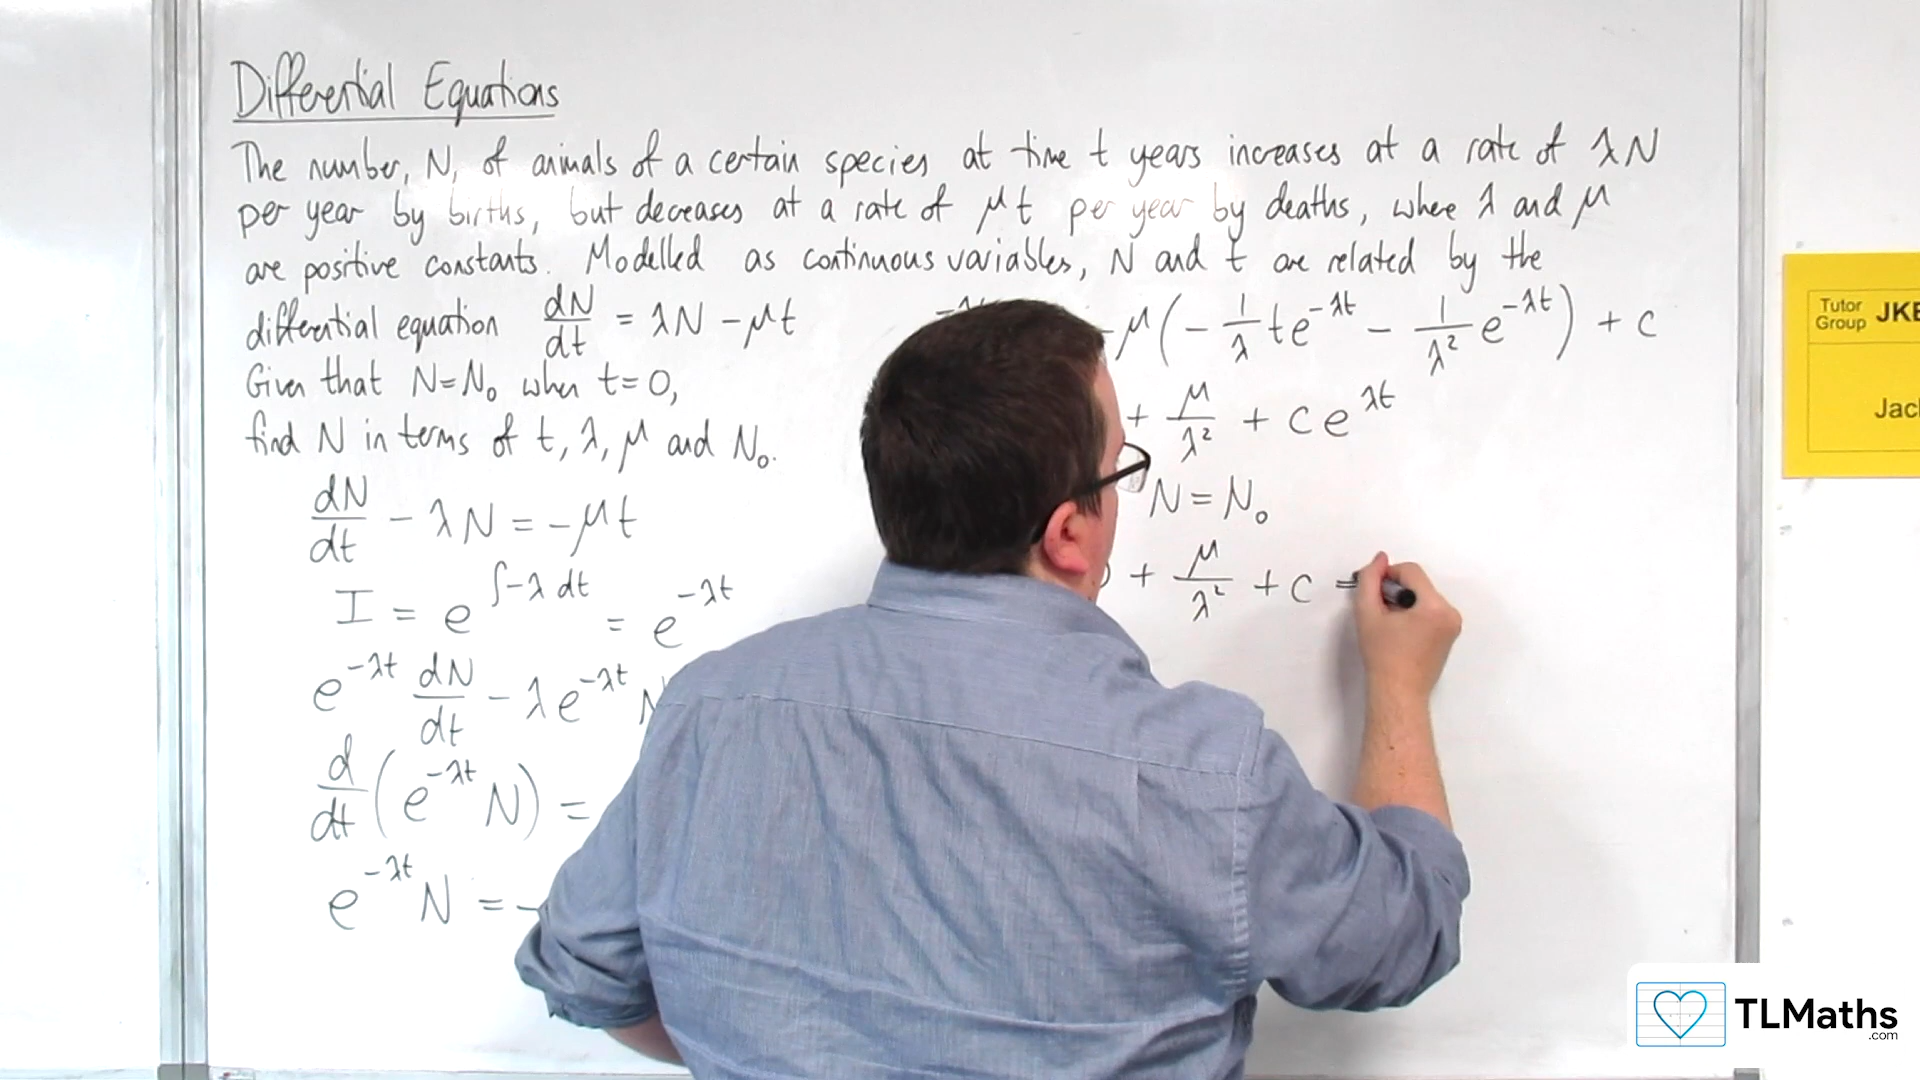 Differential Equations
The number, N, of animals of a certain species at time t years increases at a rate of λN
per year by births, but decreases at a rate of μt per year by deaths, where λ and μ
are positive constants. Modelled as continuous variables, N and t are related by the
differential equation dN/dt = λN - μt
Given that N=N₀ when t=0,
find N in terms of t, λ, μ and N₀.
dN/dt - λN = -μt
I = e^(∫-λ dt) = e^(-λt)
e^(-λt) dN/dt - λe^(-λt) N
d/dt (e^(-λt) N) =
e^(-λt) N = -
-μ(-1/λ te^(-λt) - 1/λ² e^(-λt)) + c
+ μ/λ² + ce^(λt)
N = N₀
+ μ/λ² + c =
Tutor Group JKE
Jac
TLMaths
.com